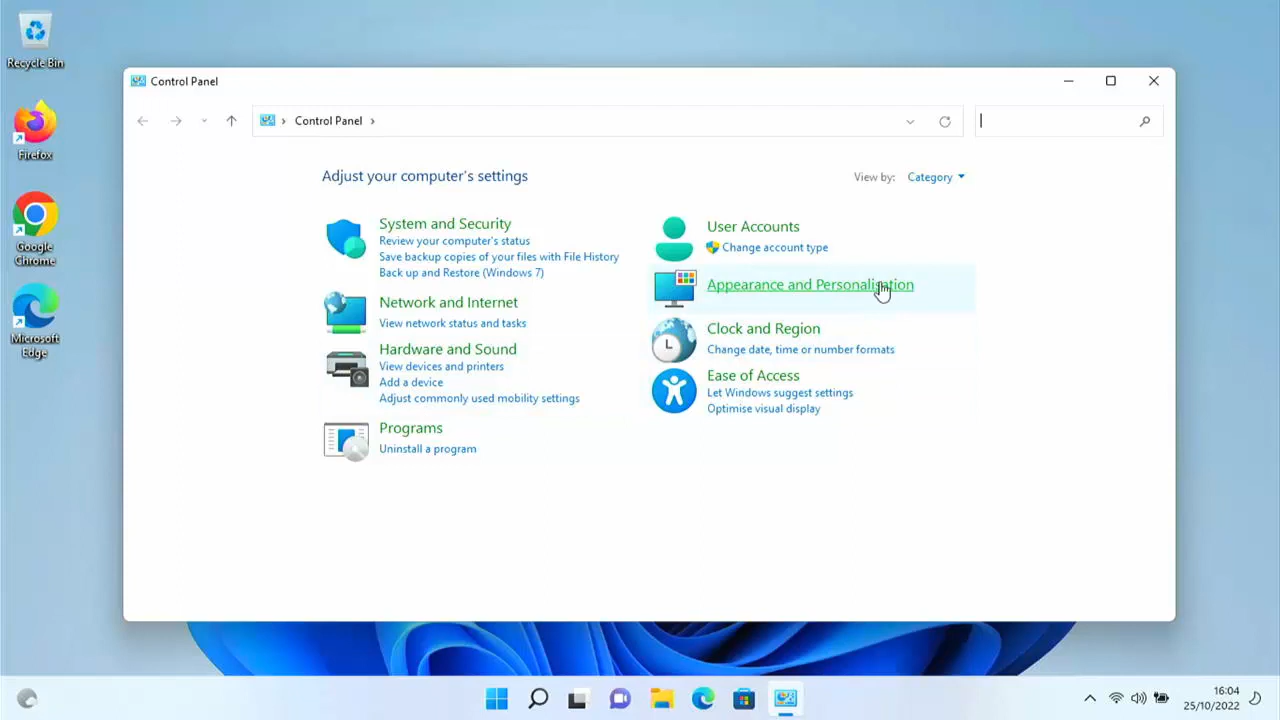 Recycle Bin
Firefox
Google
Chrome
Microsoft
Edge
Control Panel
Control Panel
Adjust your computer's settings
View by: Category
System and Security
Review your computer's status
Save backup copies of your files with File History
Back up and Restore (Windows 7)
Network and Internet
View network status and tasks
Hardware and Sound
View devices and printers
Add a device
Adjust commonly used mobility settings
Programs
Uninstall a program
User Accounts
Change account type
Appearance and Personalisation
Clock and Region
Change date, time or number formats
Ease of Access
Let Windows suggest settings
Optimise visual display
16:04
25/10/2022